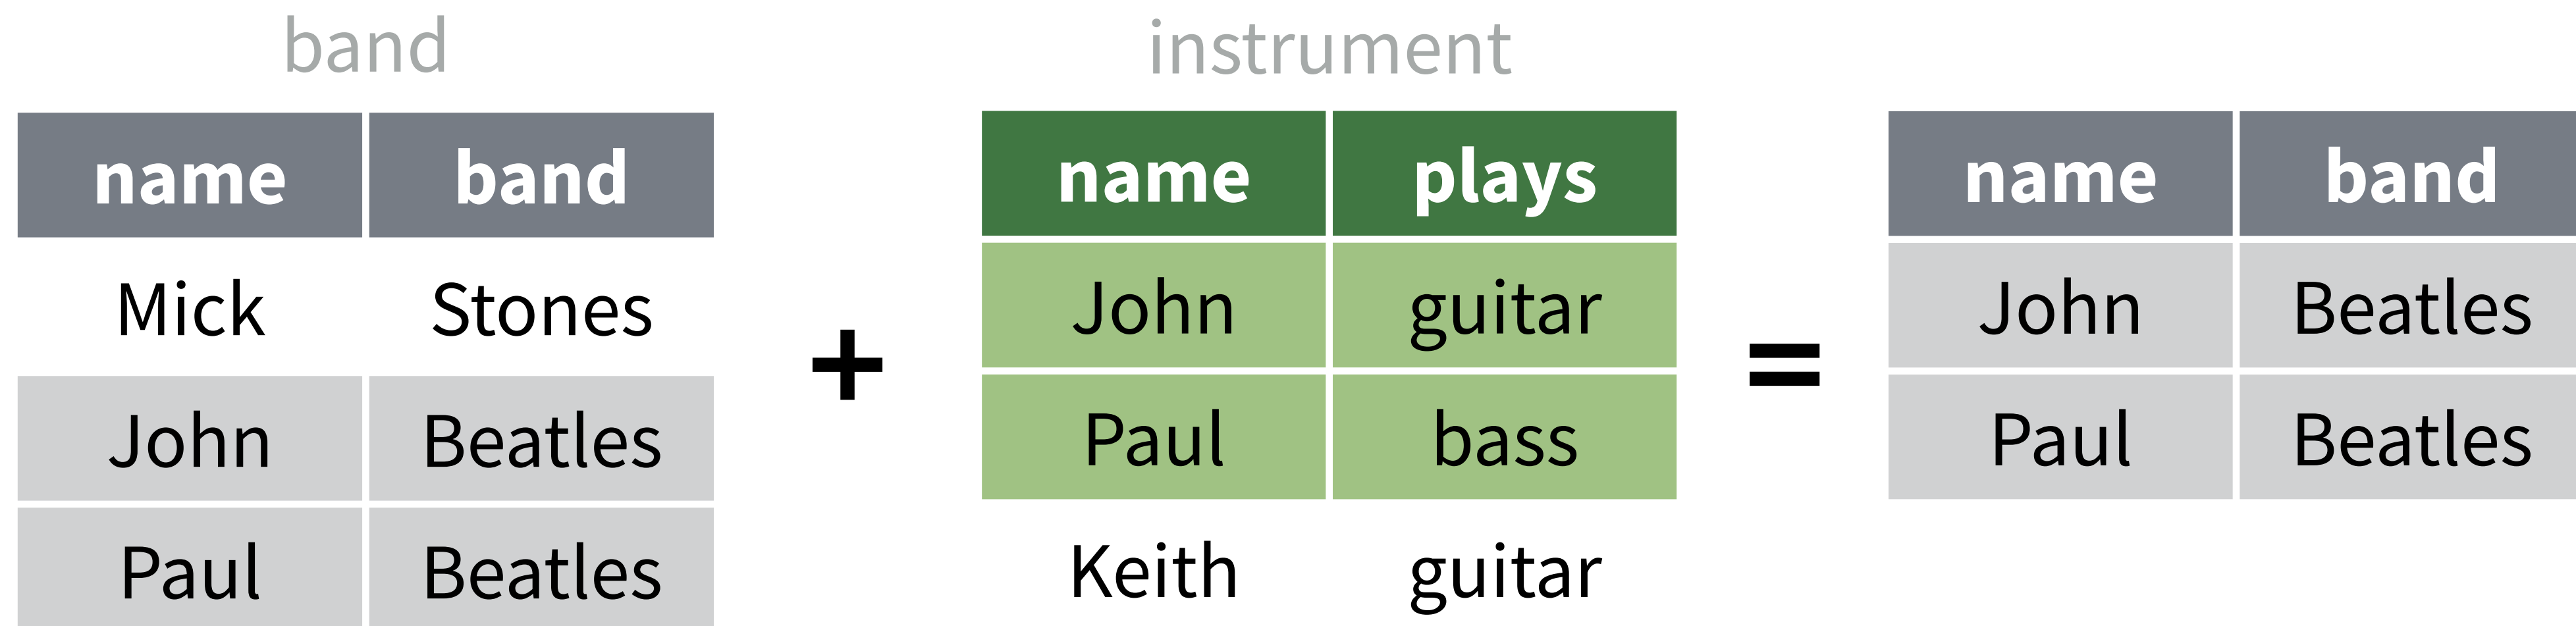 band
name band
Mick Stones
John Beatles
Paul Beatles
+
instrument
name plays
John guitar
Paul bass
Keith guitar
=
name band
John Beatles
Paul Beatles